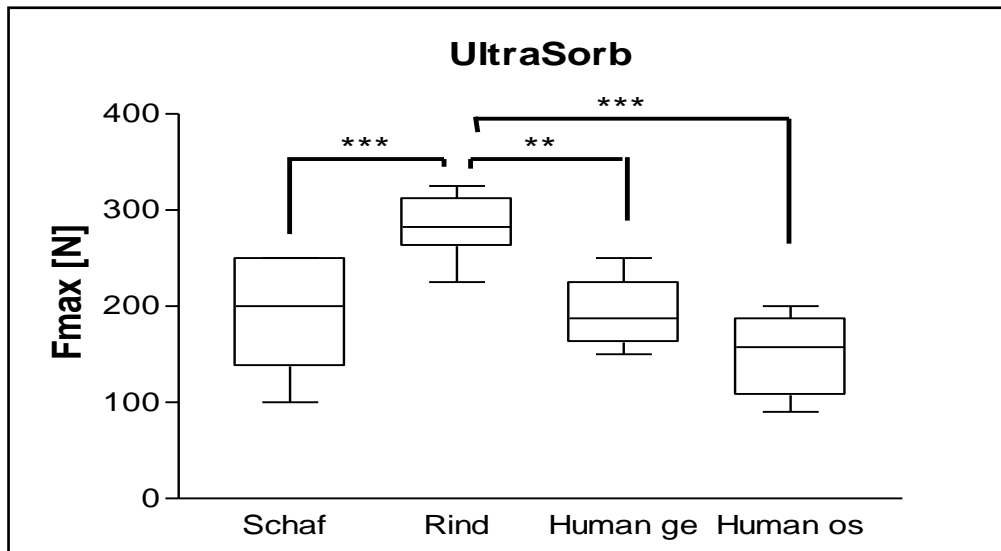 UltraSorb
***
400
*** **
300
Fmax [N]
200
100
0
Schaf Rind Human ge Human os